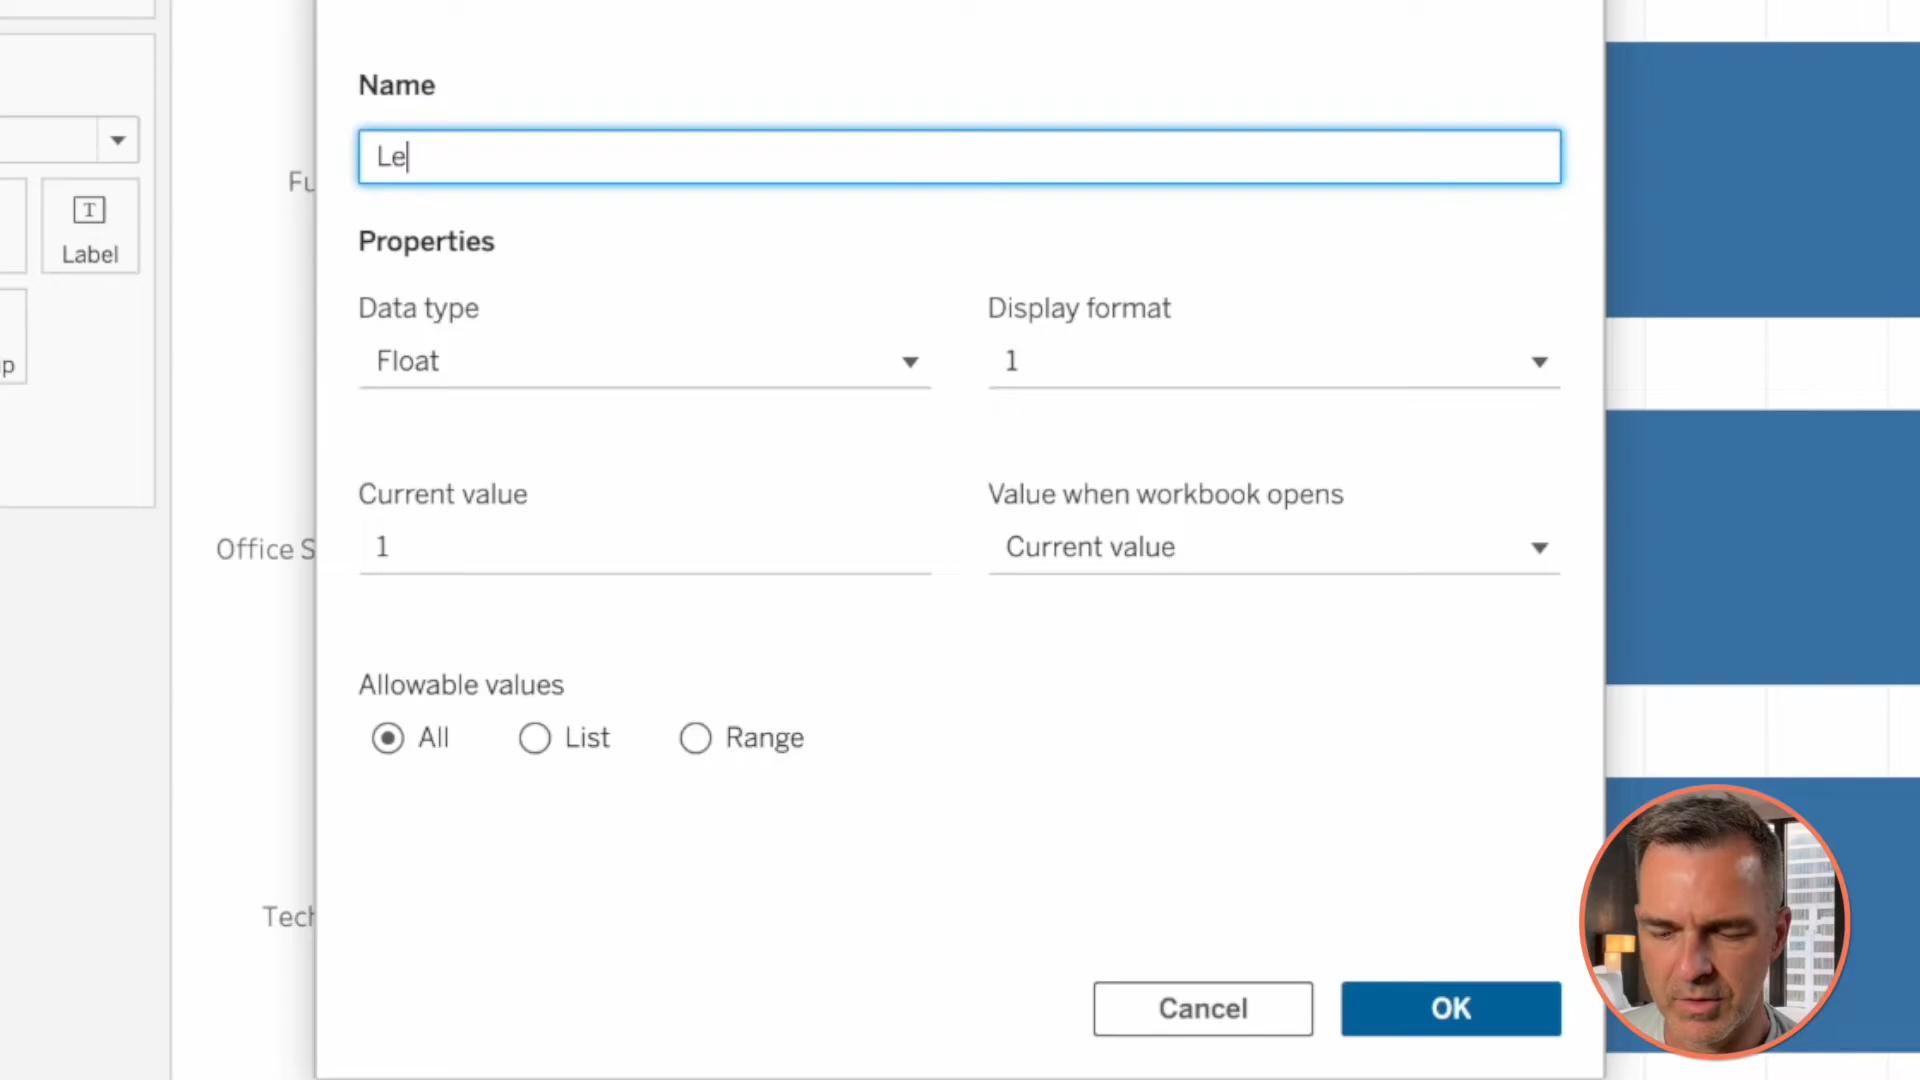 Name
Le
Properties
Data type
Display format
Float
1
Current value
Value when workbook opens
1
Current value
Allowable values
All
List
Range
Cancel
OK
T
Label
p
Fu
Office S
Tech